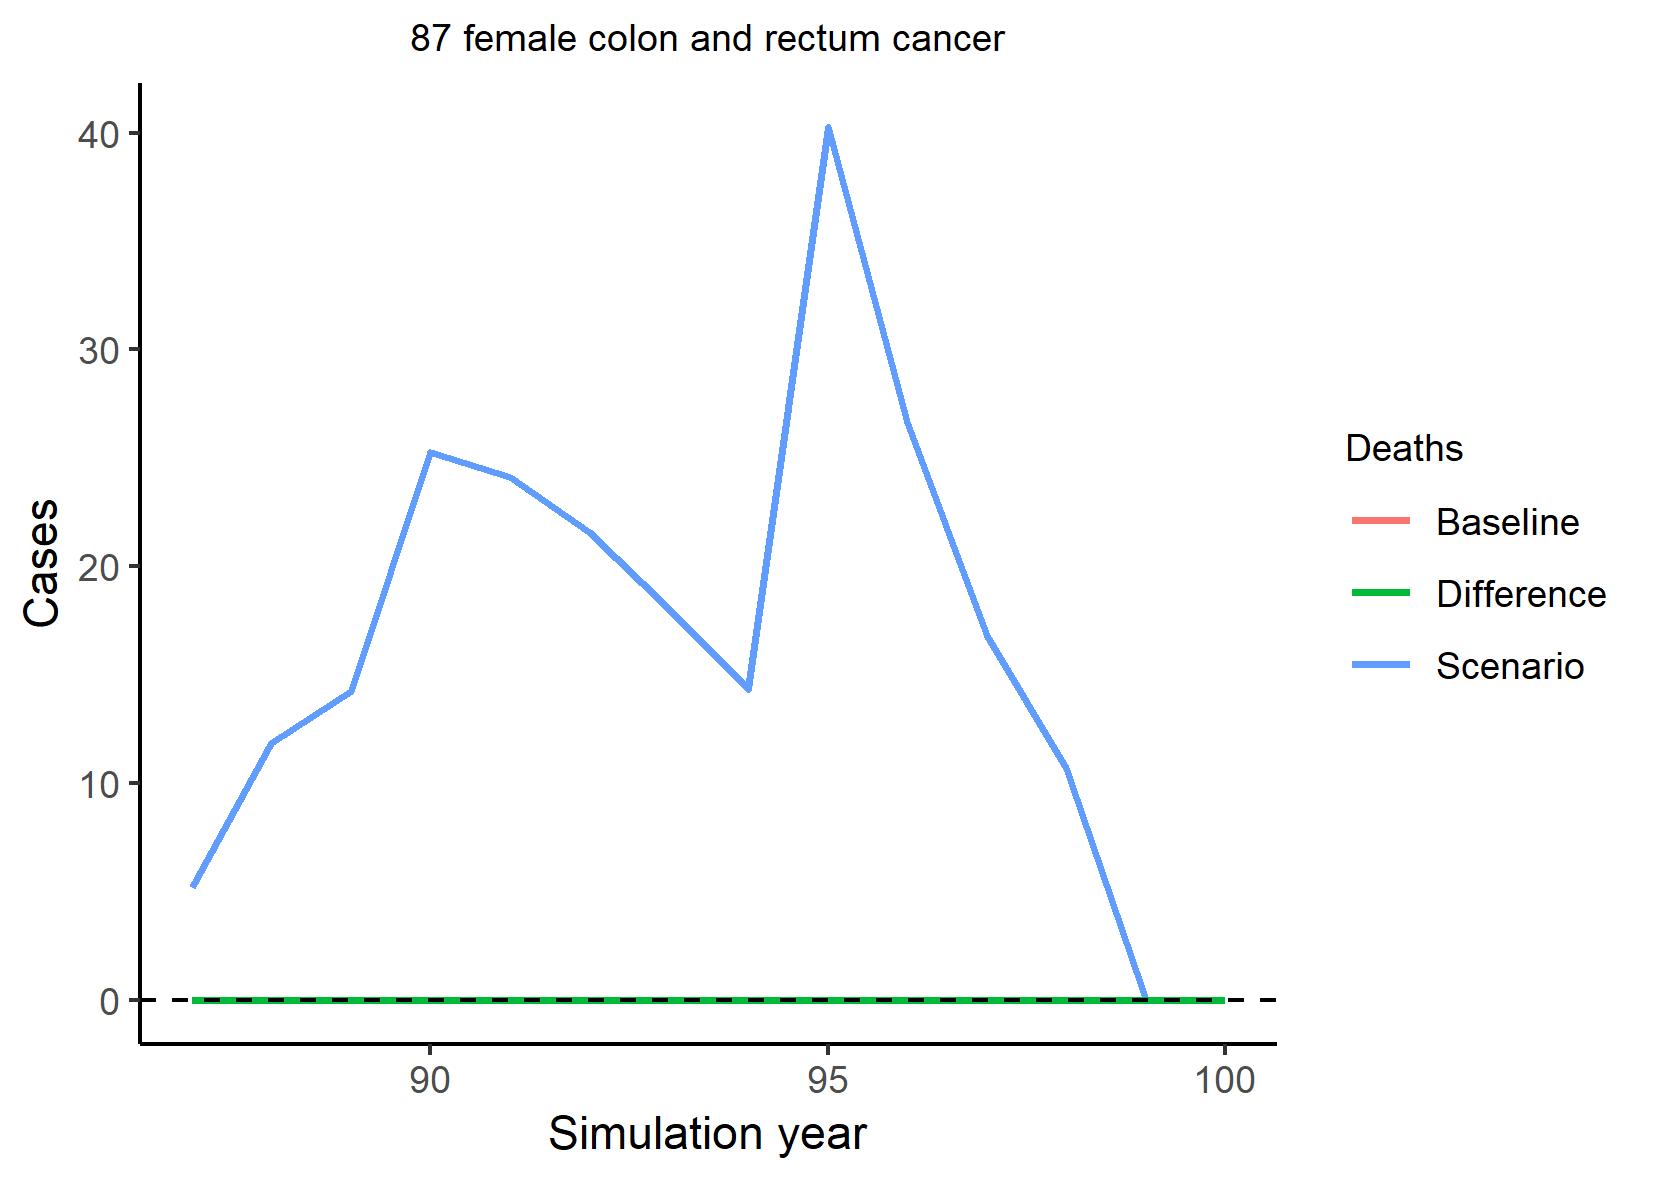 87 female colon and rectum cancer
40
30
20
10
0
Cases
90
95
100
Simulation year
Deaths
Baseline
Difference
Scenario